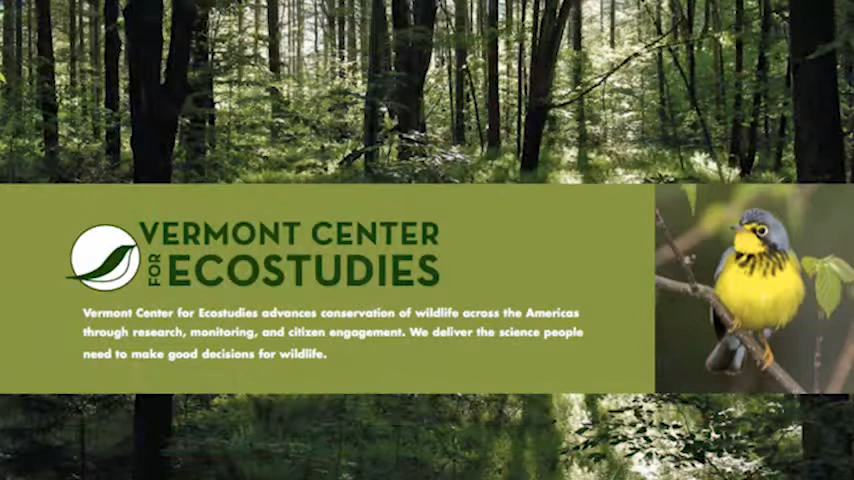 VERMONT CENTER
FOR ECOSTUDIES
Vermont Center for Ecostudies advances conservation of wildlife across the Americas
through research, monitoring, and citizen engagement. We deliver the science people
need to make good decisions for wildlife.